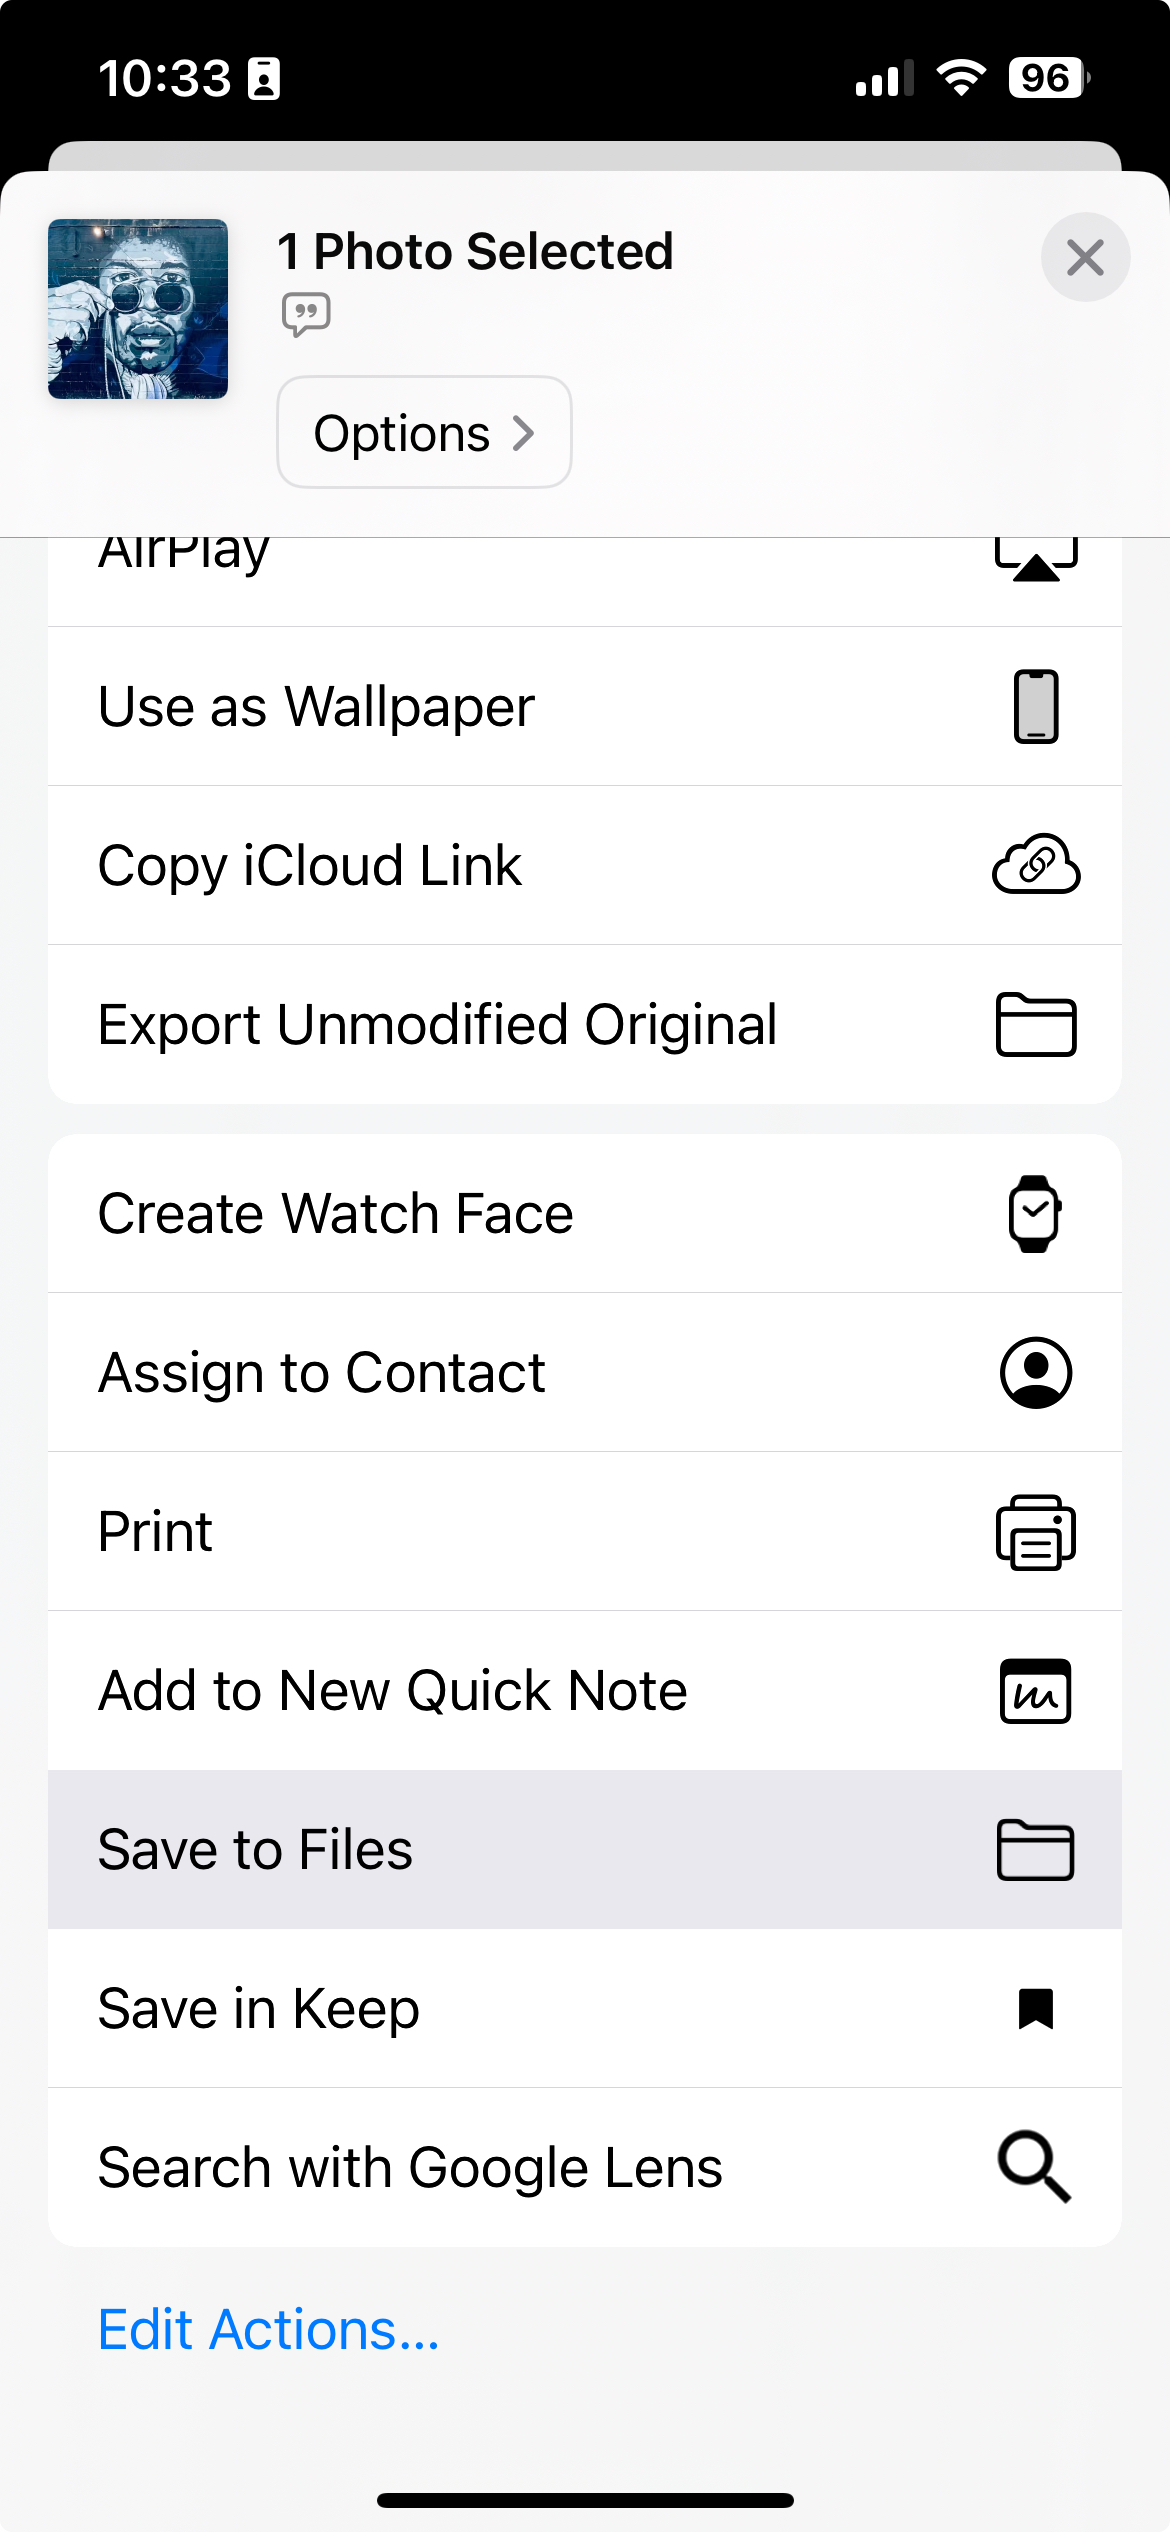 10:33
96
1 Photo Selected
Options
AirPlay
Use as Wallpaper
Copy iCloud Link
Export Unmodified Original
Create Watch Face
Assign to Contact
Print
Add to New Quick Note
Save to Files
Save in Keep
Search with Google Lens
Edit Actions...